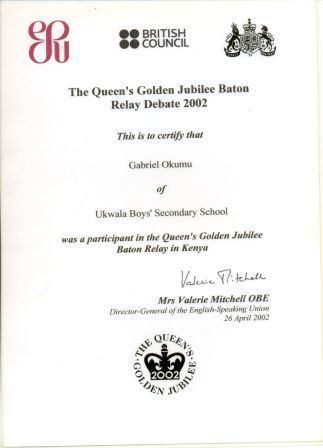 ESU
BRITISH
COUNCIL
The Queen's Golden Jubilee Baton
Relay Debate 2002
This is to certify that
Gabriel Okumu
of
Ukwala Boys' Secondary School
was a participant in the Queen's Golden Jubilee
Baton Relay in Kenya
Valerie Mitchell
Mrs Valerie Mitchell OBE
Director-General of the English-Speaking Union
26 April 2002
THE QUEEN'S
2002
GOLDEN JUBILEE